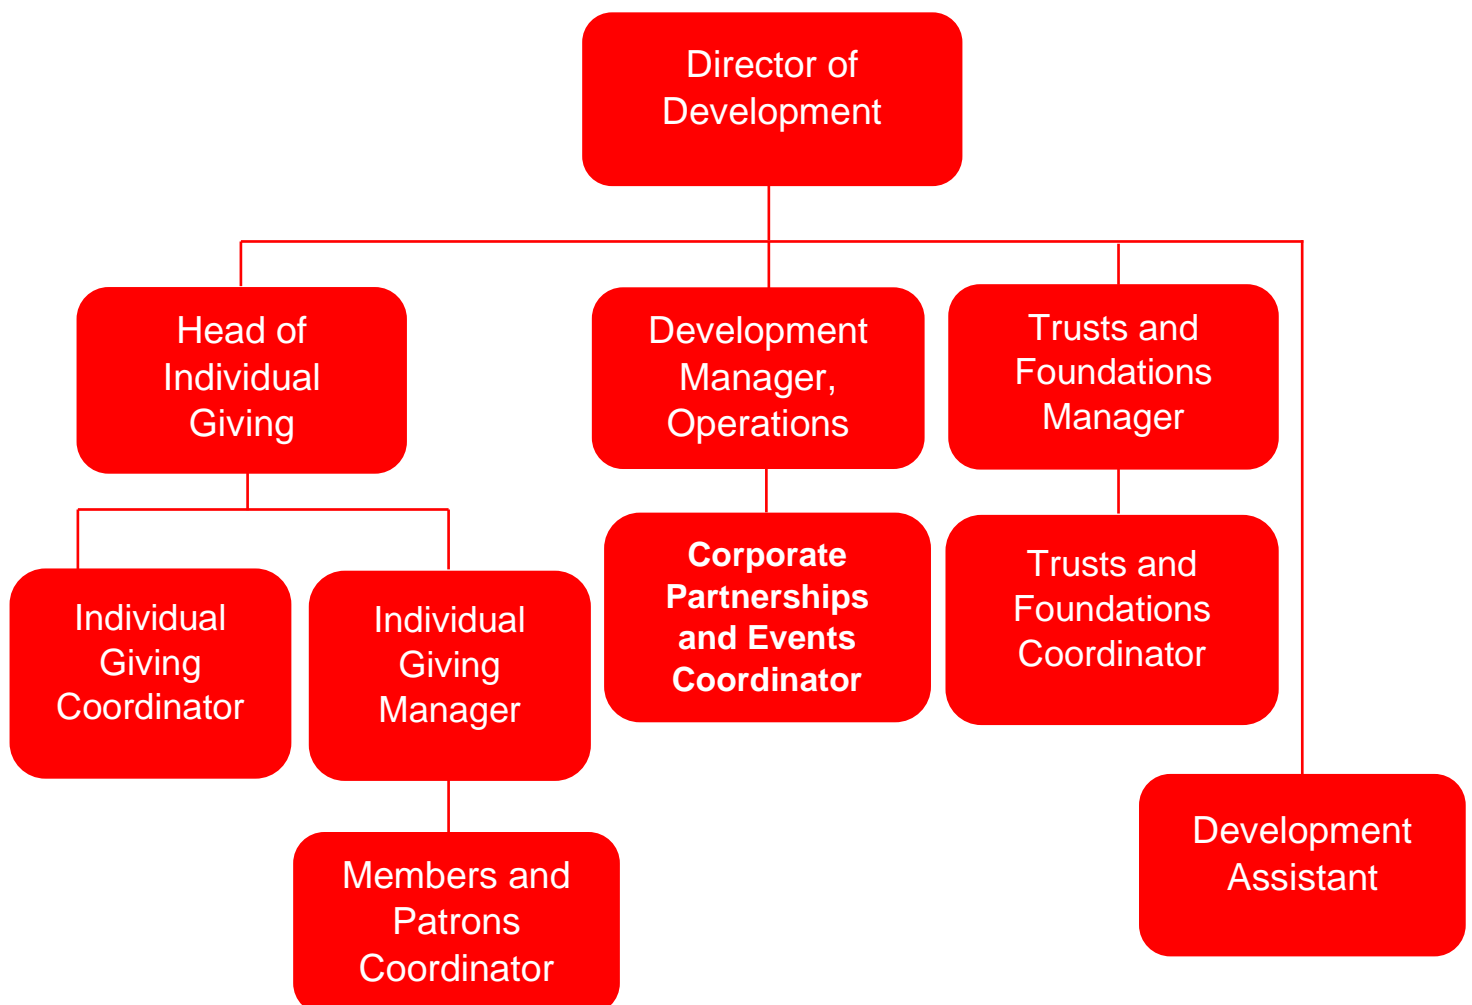 Director of
Development
Head of
Individual
Giving
Development
Manager,
Operations
Trusts and
Foundations
Manager
Individual
Giving
Coordinator
Individual
Giving
Manager
Corporate
Partnerships
and Events
Coordinator
Trusts and
Foundations
Coordinator
Members and
Patrons
Coordinator
Development
Assistant